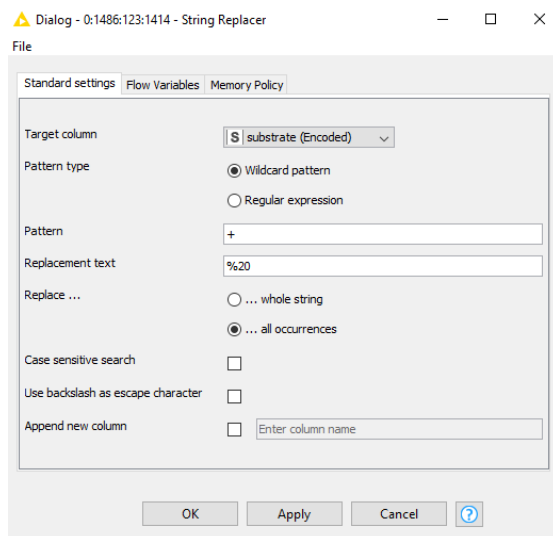 Dialog - 0:1486:123:1414 - String Replacer
File
Standard settings Flow Variables Memory Policy
Target column S substrate (Encoded)
Pattern type Wildcard pattern
Regular expression
Pattern +
Replacement text %20
Replace ... ... whole string
... all occurrences
Case sensitive search
Use backslash as escape character
Append new column Enter column name
OK Apply Cancel ?